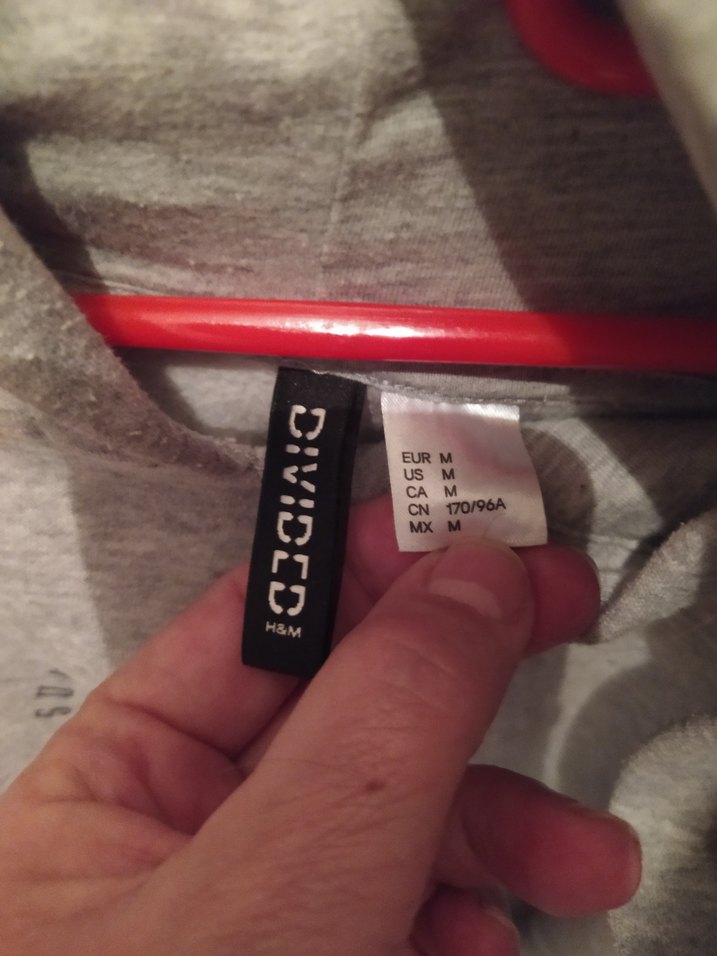 DIVIDED
H&M
EUR M
US M
CA M
CN 170/96A
MX M